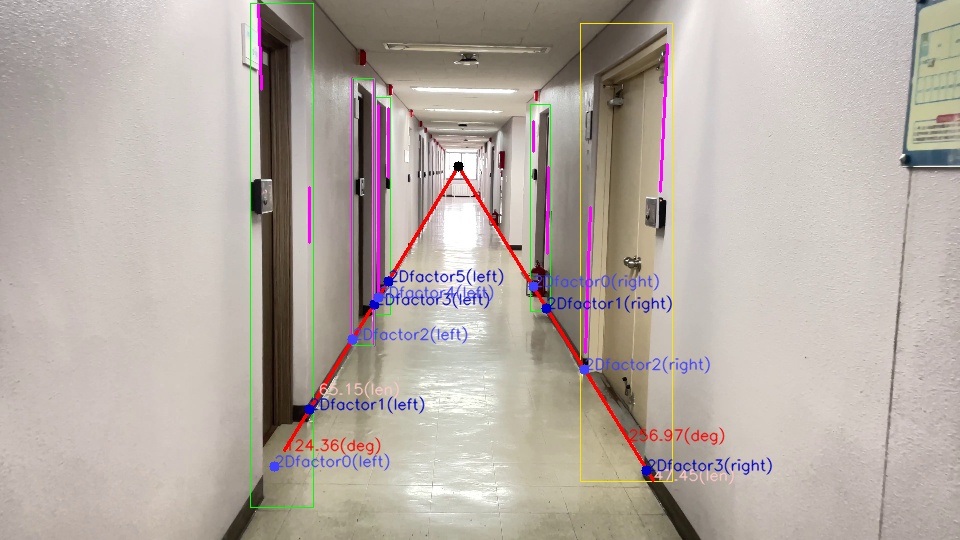 2Dfactor5(left)
2Dfactor4(left)
2Dfactor3(left)
2Dfactor2(left)
65.15(len)
2Dfactor1(left)
124.36(deg)
2Dfactor0(left)
2Dfactor0(right)
2Dfactor1(right)
2Dfactor2(right)
256.97(deg)
2Dfactor3(right)
47.45(len)